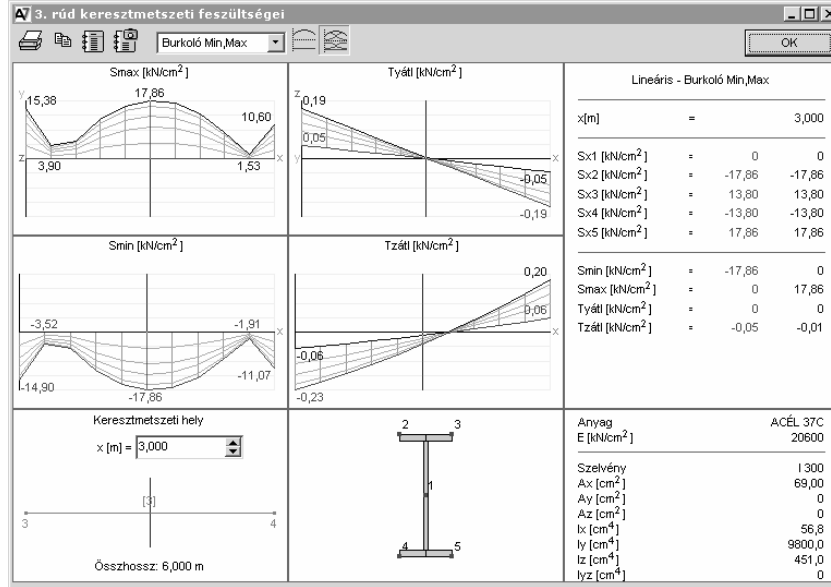 3. rúd keresztmetszeti feszültségei
Burkoló Min,Max
OK
Smax [kN/cm²]
y
15,38
17,86
10,60
z
3,90
1,53
x
Tyátl [kN/cm²]
z
0,19
0,05
y
x
-0,05
-0,19
Smin [kN/cm²]
-3,52
-1,91
x
-14,90
-17,86
-11,07
Tzátl [kN/cm²]
0,20
0,06
x
-0,06
-0,23
Lineáris - Burkoló Min,Max
x[m] = 3,000
Sx1 [kN/cm²] = 0 0
Sx2 [kN/cm²] = -17,86 -17,86
Sx3 [kN/cm²] = 13,80 13,80
Sx4 [kN/cm²] = -13,80 -13,80
Sx5 [kN/cm²] = 17,86 17,86
Smin [kN/cm²] = -17,86 0
Smax [kN/cm²] = 0 17,86
Tyátl [kN/cm²] = 0 0
Tzátl [kN/cm²] = -0,05 -0,01
Keresztmetszeti hely
x [m] = 3,000
[3]
3 4
Összhossz: 6,000 m
2 3
1
4 5
Anyag ACÉL 37C
E [kN/cm²] 20600
Szelvény I 300
Ax [cm²] 69,00
Ay [cm²] 0
Az [cm²] 0
Ix [cm⁴] 56,8
Iy [cm⁴] 9800,0
Iz [cm⁴] 451,0
Iyz [cm⁴] 0